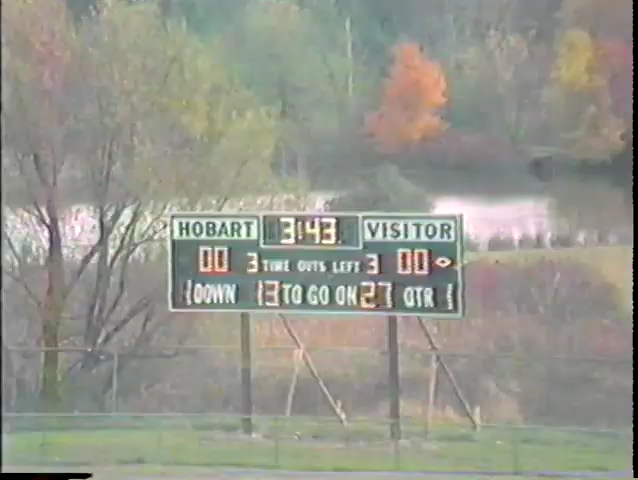 HOBART 3:43 VISITOR
00 3 TIME OUTS LEFT 3 00
1 DOWN 13 TO GO ON 27 QTR 1